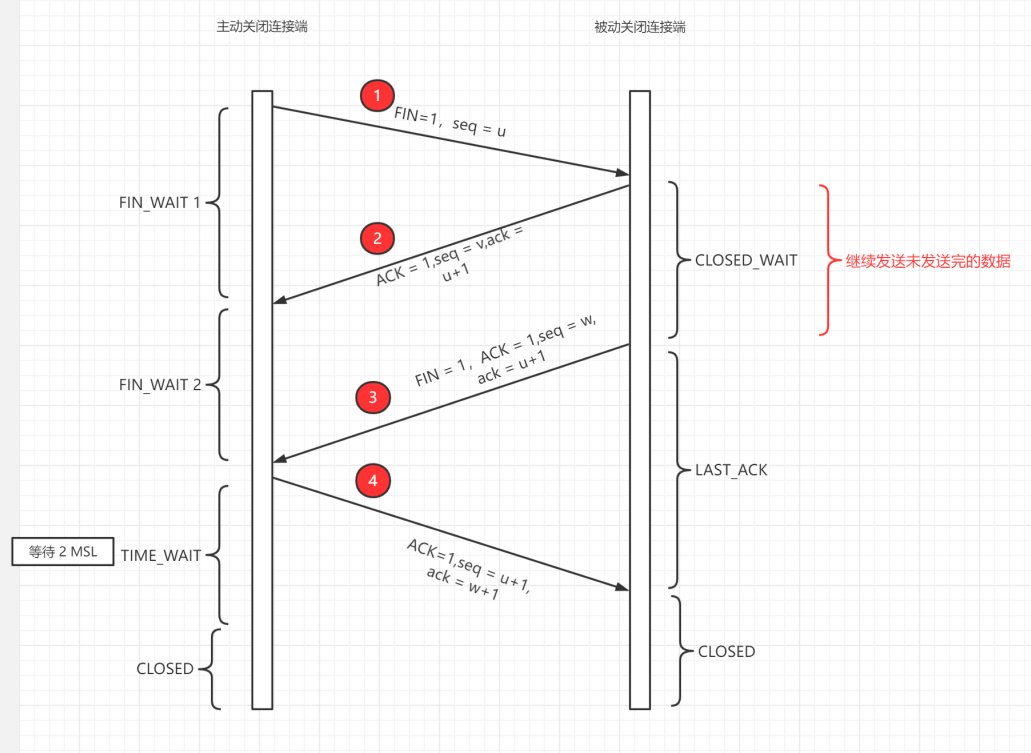 主动关闭连接端
被动关闭连接端
1
FIN=1，seq = u
FIN_WAIT 1
2
ACK = 1,seq = v,ack =
u+1
CLOSED_WAIT
继续发送未发送完的数据
FIN = 1，ACK = 1,seq = w,
ack = u+1
FIN_WAIT 2
3
LAST_ACK
4
等待 2 MSL
TIME_WAIT
ACK=1,seq = u+1,
ack = w+1
CLOSED
CLOSED